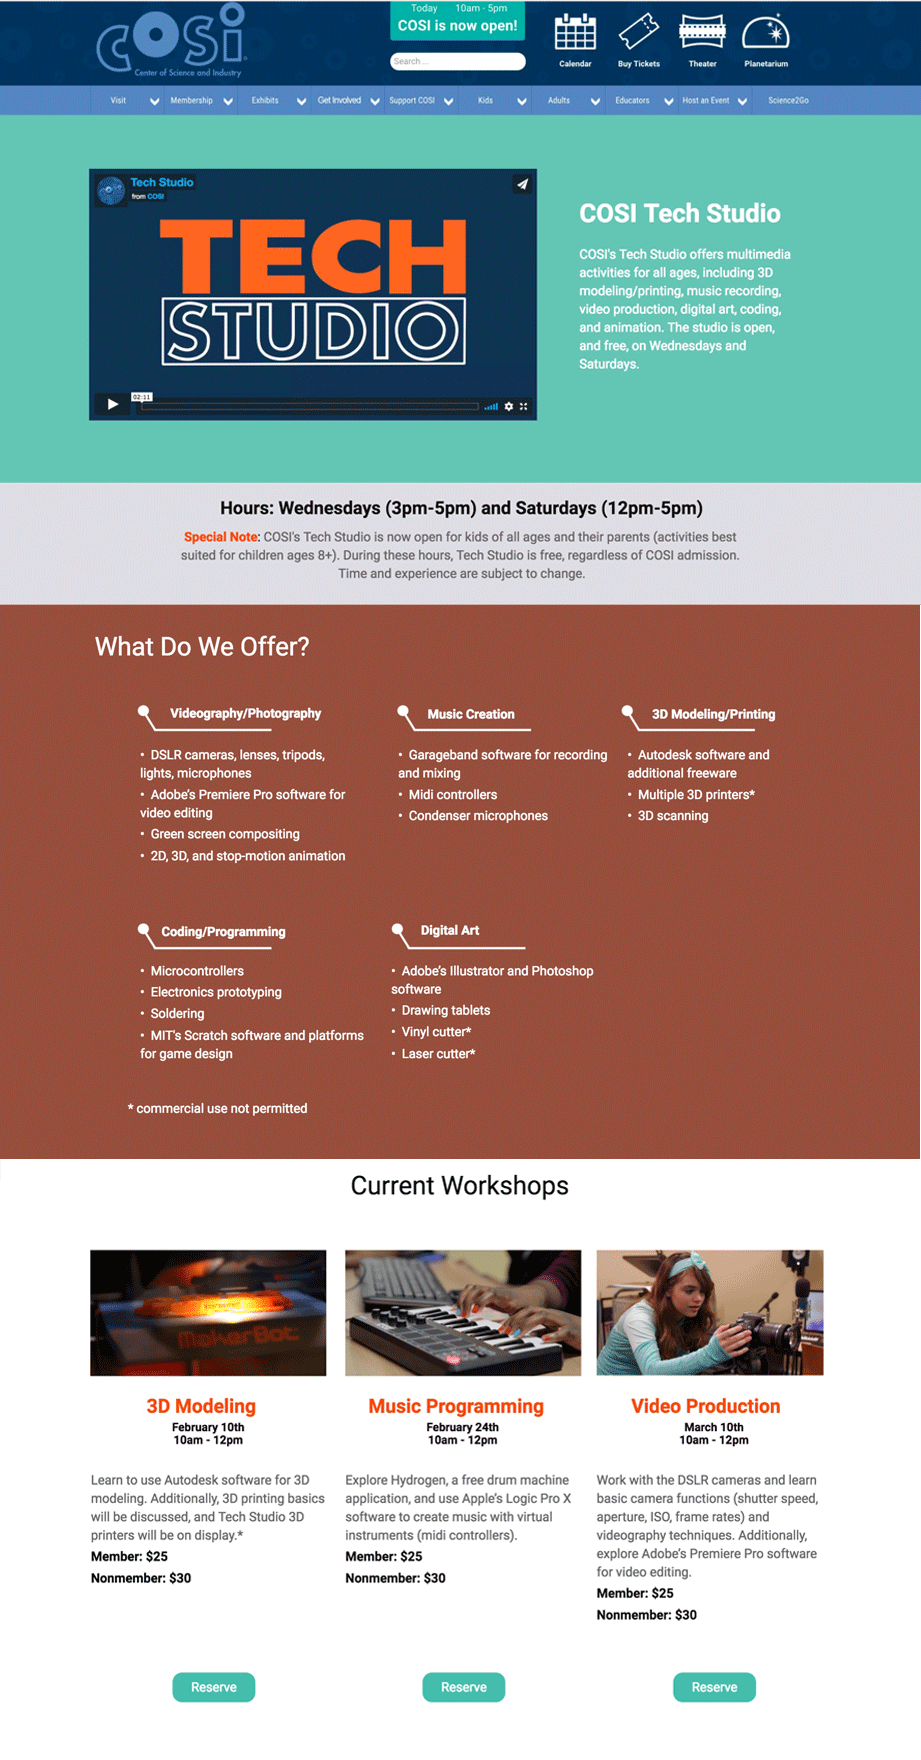 cosi
Center of Science and Industry
Today 10am - 5pm
COSI is now open!
Search ...
Calendar
Buy Tickets
Theater
Planetarium
Visit
Membership
Exhibits
Get Involved
Support COSI
Kids
Adults
Educators
Host an Event
Science2Go
Tech Studio
from COSI
TECH
STUDIO
02:11
COSI Tech Studio
COSI's Tech Studio offers multimedia
activities for all ages, including 3D
modeling/printing, music recording,
video production, digital art, coding,
and animation. The studio is open,
and free, on Wednesdays and
Saturdays.
Hours: Wednesdays (3pm-5pm) and Saturdays (12pm-5pm)
Special Note: COSI's Tech Studio is now open for kids of all ages and their parents (activities best
suited for children ages 8+). During these hours, Tech Studio is free, regardless of COSI admission.
Time and experience are subject to change.
What Do We Offer?
Videography/Photography
• DSLR cameras, lenses, tripods,
lights, microphones
• Adobe's Premiere Pro software for
video editing
• Green screen compositing
• 2D, 3D, and stop-motion animation
Music Creation
• Garageband software for recording
and mixing
• Midi controllers
• Condenser microphones
3D Modeling/Printing
• Autodesk software and
additional freeware
• Multiple 3D printers*
• 3D scanning
Coding/Programming
• Microcontrollers
• Electronics prototyping
• Soldering
• MIT's Scratch software and platforms
for game design
Digital Art
• Adobe's Illustrator and Photoshop
software
• Drawing tablets
• Vinyl cutter*
• Laser cutter*
* commercial use not permitted
Current Workshops
MakerBot
3D Modeling
February 10th
10am - 12pm
Learn to use Autodesk software for 3D
modeling. Additionally, 3D printing basics
will be discussed, and Tech Studio 3D
printers will be on display.*
Member: $25
Nonmember: $30
Reserve
Music Programming
February 24th
10am - 12pm
Explore Hydrogen, a free drum machine
application, and use Apple's Logic Pro X
software to create music with virtual
instruments (midi controllers).
Member: $25
Nonmember: $30
Reserve
Video Production
March 10th
10am - 12pm
Work with the DSLR cameras and learn
basic camera functions (shutter speed,
aperture, ISO, frame rates) and
videography techniques. Additionally,
explore Adobe's Premiere Pro software
for video editing.
Member: $25
Nonmember: $30
Reserve